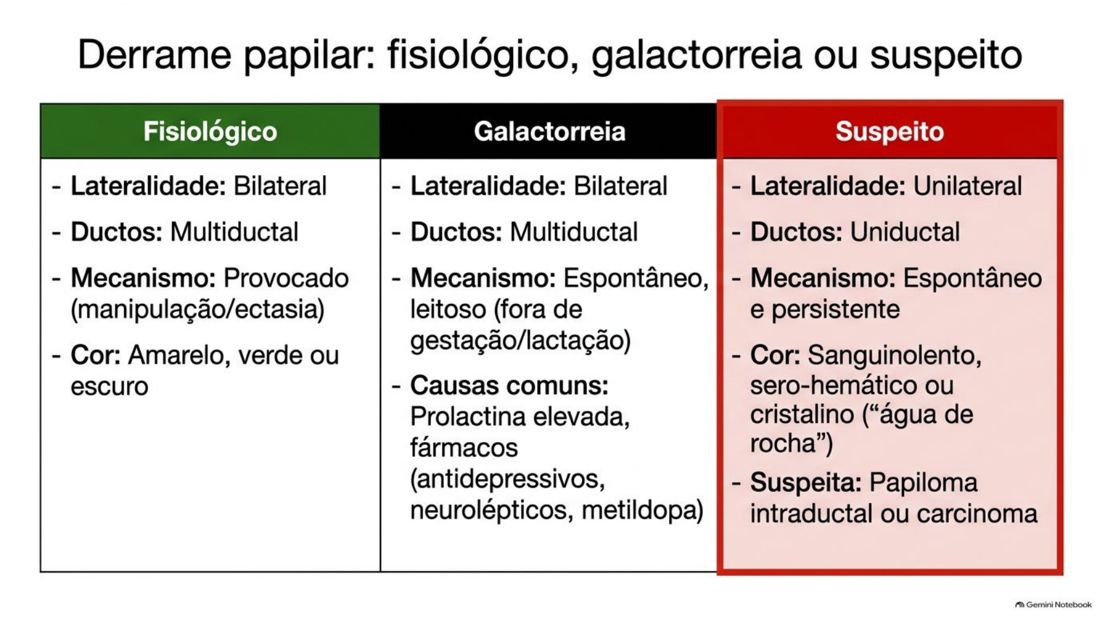 Derrame papilar: fisiológico, galactorreia ou suspeito
Fisiológico
- Lateralidade: Bilateral
- Ductos: Multiductal
- Mecanismo: Provocado
(manipulação/ectasia)
- Cor: Amarelo, verde ou
escuro
Galactorreia
- Lateralidade: Bilateral
- Ductos: Multiductal
- Mecanismo: Espontâneo,
leitoso (fora de
gestação/lactação)
- Causas comuns:
Prolactina elevada,
fármacos
(antidepressivos,
neurolépticos, metildopa)
Suspeito
- Lateralidade: Unilateral
- Ductos: Uniductal
- Mecanismo: Espontâneo
e persistente
- Cor: Sanguinolento,
sero-hemático ou
cristalino (“água de
rocha”)
- Suspeita: Papiloma
intraductal ou carcinoma
Gemini Notebook